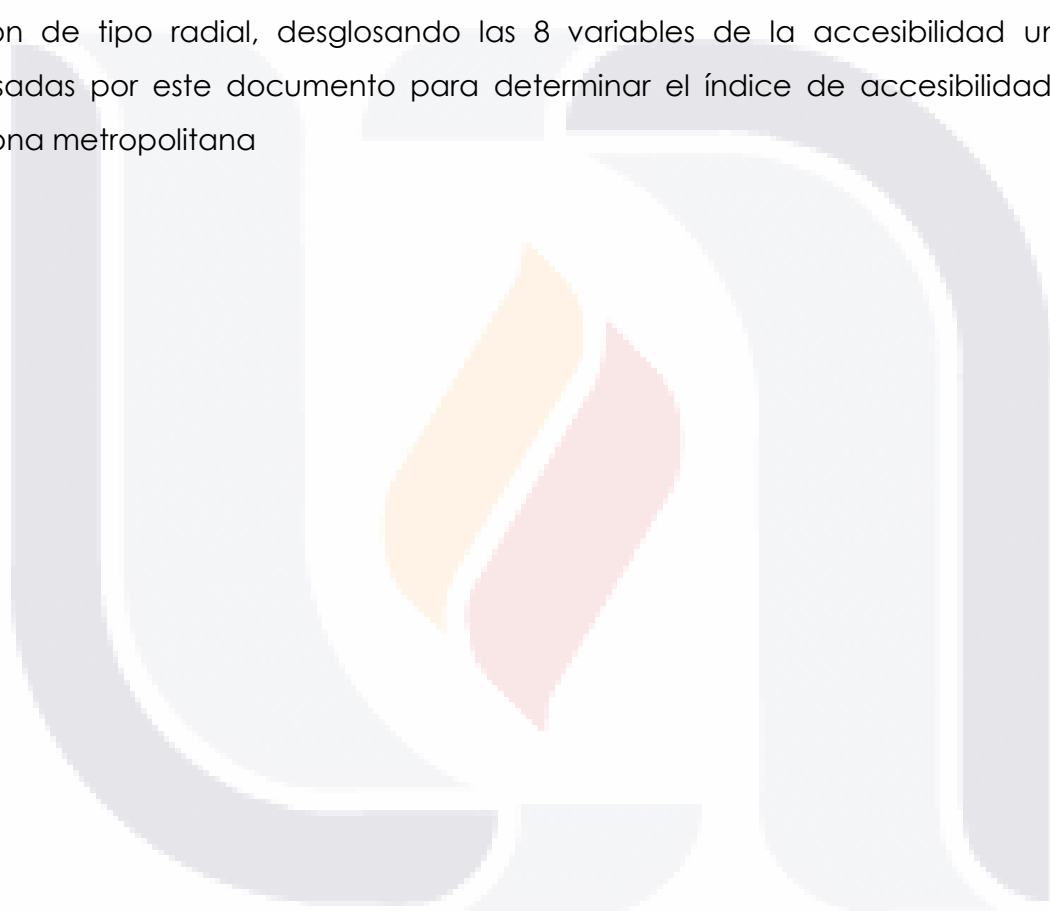 ón de tipo radial, desglosando las 8 variables de la accesibilidad ur
sadas por este documento para determinar el índice de accesibilidad
ona metropolitana